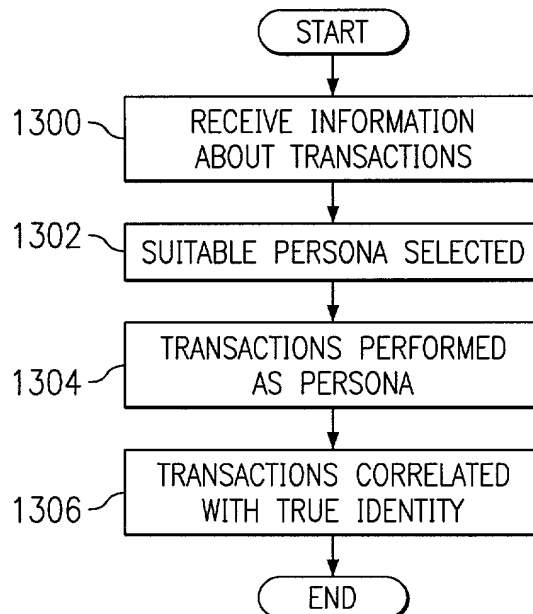 START
1300
RECEIVE INFORMATION
ABOUT TRANSACTIONS
1302
SUITABLE PERSONA SELECTED
1304
TRANSACTIONS PERFORMED
AS PERSONA
1306
TRANSACTIONS CORRELATED
WITH TRUE IDENTITY
END